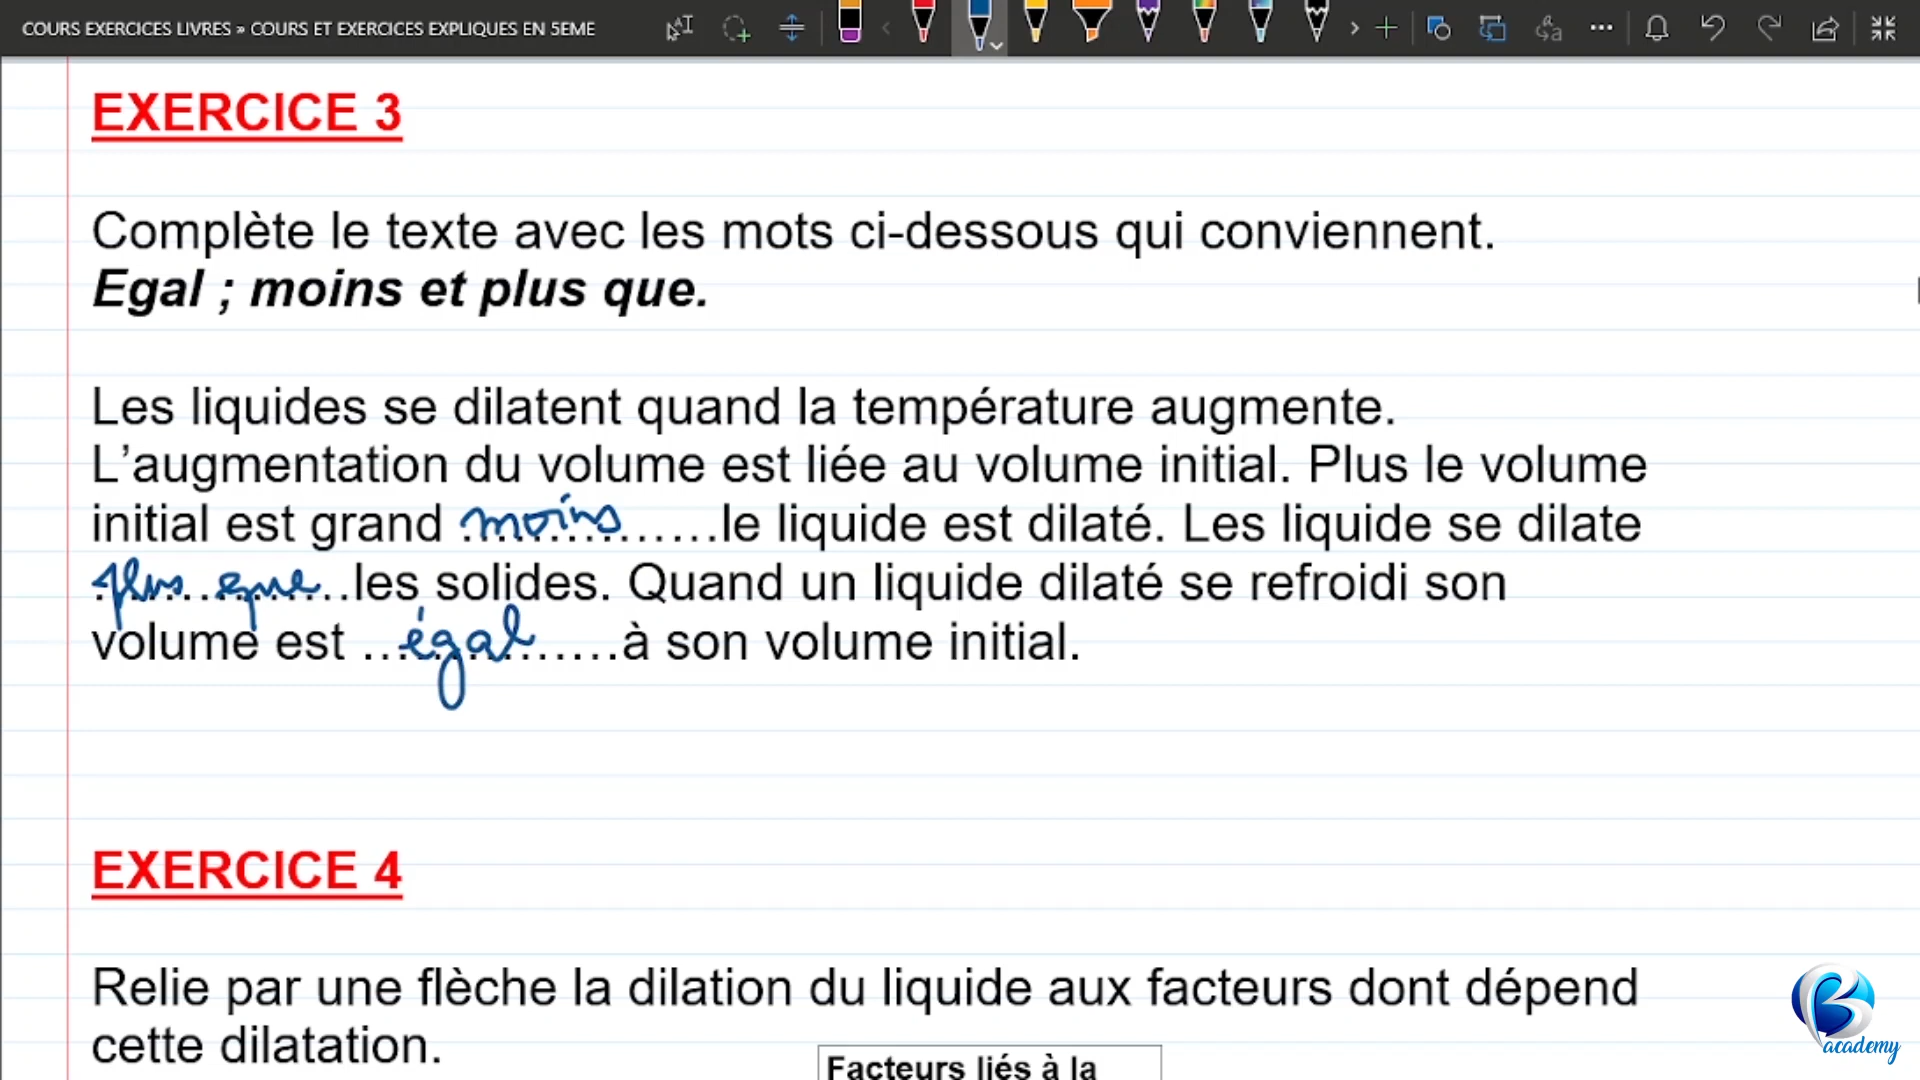 COURS EXERCICES LIVRES » COURS ET EXERCICES EXPLIQUES EN 5EME
EXERCICE 3
Complète le texte avec les mots ci-dessous qui conviennent.
Egal ; moins et plus que.
Les liquides se dilatent quand la température augmente.
L’augmentation du volume est liée au volume initial. Plus le volume
initial est grand moins le liquide est dilaté. Les liquide se dilate
plus que les solides. Quand un liquide dilaté se refroidi son
volume est égal à son volume initial.
EXERCICE 4
Relie par une flèche la dilation du liquide aux facteurs dont dépend
cette dilatation.
Facteurs liés à la
B academy